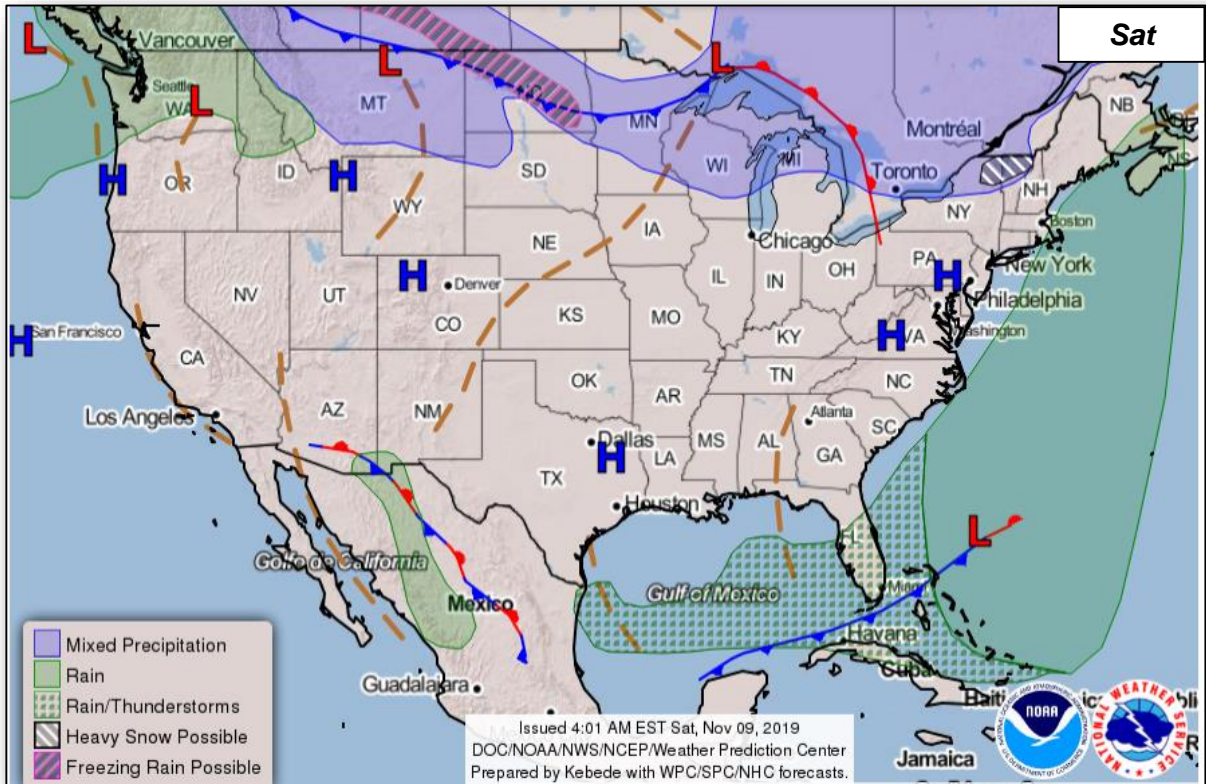 Sat
L
Vancouver
L
L
Seattle
WA
L
MT
MN
Montréal
NB
NS
H
OR
ID
H
WY
SD
WI
MI
Toronto
NY
NH
Boston
NE
IA
Chicago
NV
UT
H
Denver
CO
KS
IL
IN
OH
PA
H
New York
Philadelphia
H
San Francisco
MO
KY
H
VA
Washington
CA
TN
NC
Los Angeles
AZ
NM
OK
AR
Atlanta
SC
Dallas
H
MS
AL
GA
TX
LA
Houston
FL
L
Golfo de California
Gulf of Mexico
Miami
Mexico
Havana
Cuba
Guadalajara
Jamaica
Mixed Precipitation
Rain
Rain/Thunderstorms
Heavy Snow Possible
Freezing Rain Possible
Issued 4:01 AM EST Sat, Nov 09, 2019
DOC/NOAA/NWS/NCEP/Weather Prediction Center
Prepared by Kebede with WPC/SPC/NHC forecasts.
NOAA
NATIONAL WEATHER SERVICE